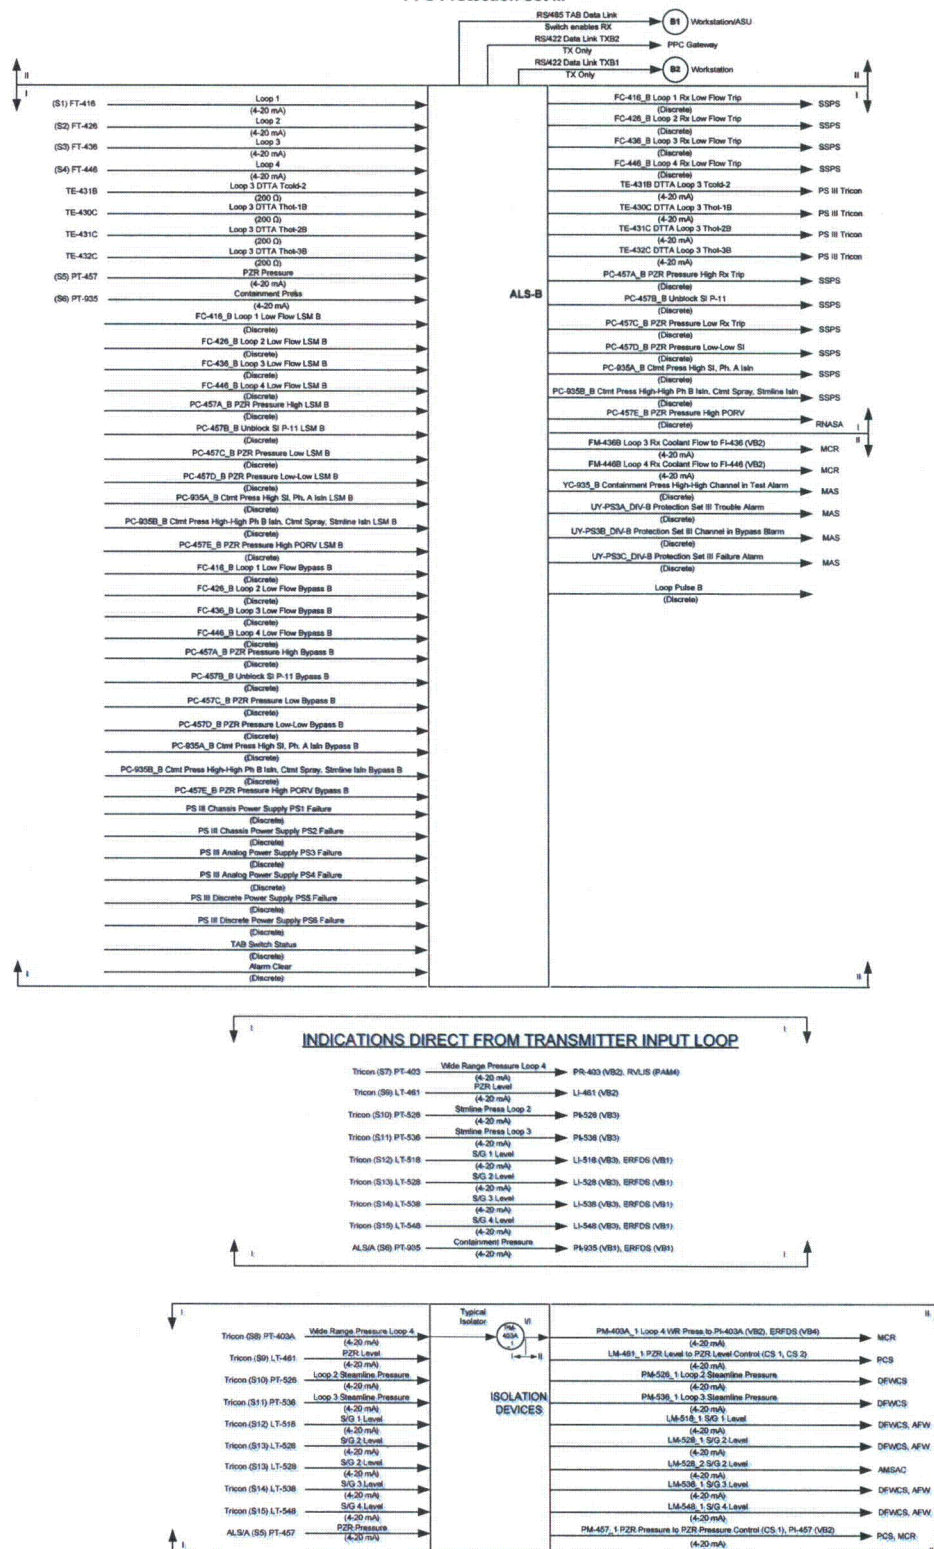 RS/485 TAB Data Link
Switch enables RX
B1 Workstation/ASU
RS/422 Data Link TXB2
TX Only
PPC Gateway
RS/422 Data Link TXB1
TX Only
B2 Workstation
II
I
II
I
(S1) FT-416 Loop 1 (4-20 mA)
(S2) FT-426 Loop 2 (4-20 mA)
(S3) FT-436 Loop 3 (4-20 mA)
(S4) FT-446 Loop 4 (4-20 mA)
TE-431B Loop 3 DTTA Tcold-2 (200 Ω)
TE-430C Loop 3 DTTA Thot-1B (200 Ω)
TE-431C Loop 3 DTTA Thot-2B (200 Ω)
TE-432C Loop 3 DTTA Thot-3B (200 Ω)
(S5) PT-457 PZR Pressure (4-20 mA)
(S6) PT-935 Containment Press (4-20 mA)
FC-416_B Loop 1 Low Flow LSM B (Discrete)
FC-426_B Loop 2 Low Flow LSM B (Discrete)
FC-436_B Loop 3 Low Flow LSM B (Discrete)
FC-446_B Loop 4 Low Flow LSM B (Discrete)
PC-457A_B PZR Pressure High LSM B (Discrete)
PC-457B_B Unblock SI P-11 LSM B (Discrete)
PC-457C_B PZR Pressure Low LSM B (Discrete)
PC-457D_B PZR Pressure Low-Low LSM B (Discrete)
PC-935A_B Ctmt Press High SI, Ph. A Isln LSM B (Discrete)
PC-935B_B Ctmt Press High-High Ph B Isln, Ctmt Spray, Stmline Isln LSM B (Discrete)
PC-457E_B PZR Pressure High PORV LSM B (Discrete)
FC-416_B Loop 1 Low Flow Bypass B (Discrete)
FC-426_B Loop 2 Low Flow Bypass B (Discrete)
FC-436_B Loop 3 Low Flow Bypass B (Discrete)
FC-446_B Loop 4 Low Flow Bypass B (Discrete)
PC-457A_B PZR Pressure High Bypass B (Discrete)
PC-457B_B Unblock SI P-11 Bypass B (Discrete)
PC-457C_B PZR Pressure Low Bypass B (Discrete)
PC-457D_B PZR Pressure Low-Low Bypass B (Discrete)
PC-935A_B Ctmt Press High SI, Ph. A Isln Bypass B (Discrete)
PC-935B_B Ctmt Press High-High Ph B Isln, Ctmt Spray, Stmline Isln Bypass B (Discrete)
PC-457E_B PZR Pressure High PORV Bypass B
PS III Chassis Power Supply PS1 Failure (Discrete)
PS III Chassis Power Supply PS2 Failure (Discrete)
PS III Analog Power Supply PS3 Failure (Discrete)
PS III Analog Power Supply PS4 Failure (Discrete)
PS III Discrete Power Supply PS5 Failure (Discrete)
PS III Discrete Power Supply PS6 Failure (Discrete)
TAB Switch Status (Discrete)
Alarm Clear (Discrete)
ALS-B
FC-416_B Loop 1 Rx Low Flow Trip (Discrete) SSPS
FC-426_B Loop 2 Rx Low Flow Trip (Discrete) SSPS
FC-436_B Loop 3 Rx Low Flow Trip (Discrete) SSPS
FC-446_B Loop 4 Rx Low Flow Trip (Discrete) SSPS
TE-431B DTTA Loop 3 Tcold-2 (4-20 mA) PS III Tricon
TE-430C DTTA Loop 3 Thot-1B (4-20 mA) PS III Tricon
TE-431C DTTA Loop 3 Thot-2B (4-20 mA) PS III Tricon
TE-432C DTTA Loop 3 Thot-3B (4-20 mA) PS III Tricon
PC-457A_B PZR Pressure High Rx Trip (Discrete) SSPS
PC-457B_B Unblock SI P-11 (Discrete) SSPS
PC-457C_B PZR Pressure Low Rx Trip (Discrete) SSPS
PC-457D_B PZR Pressure Low-Low SI (Discrete) SSPS
PC-935A_B Ctmt Press High SI, Ph. A Isln (Discrete) SSPS
PC-935B_B Ctmt Press High-High Ph B Isln, Ctmt Spray, Stmline Isln (Discrete) SSPS
PC-457E_B PZR Pressure High PORV (Discrete) RNASA
I
II
FM-436B Loop 3 Rx Coolant Flow to FI-436 (VB2) (4-20 mA) MCR
FM-446B Loop 4 Rx Coolant Flow to FI-446 (VB2) (4-20 mA) MCR
YC-935_B Containment Press High-High Channel in Test Alarm (Discrete) MAS
UY-PS3A_DIV-B Protection Set III Trouble Alarm (Discrete) MAS
UY-PS3B_DIV-B Protection Set III Channel in Bypass Blarm (Discrete) MAS
UY-PS3C_DIV-B Protection Set III Failure Alarm (Discrete) MAS
Loop Pulse B (Discrete)
I
II
I
I
INDICATIONS DIRECT FROM TRANSMITTER INPUT LOOP
Tricon (S7) PT-403 Wide Range Pressure Loop 4 (4-20 mA) PR-403 (VB2), RVLIS (PAM4)
Tricon (S9) LT-461 PZR Level (4-20 mA) LI-461 (VB2)
Tricon (S10) PT-526 Stmline Press Loop 2 (4-20 mA) PI-526 (VB3)
Tricon (S11) PT-536 Stmline Press Loop 3 (4-20 mA) PI-536 (VB3)
Tricon (S12) LT-518 S/G 1 Level (4-20 mA) LI-518 (VB3), ERFDS (VB1)
Tricon (S13) LT-528 S/G 2 Level (4-20 mA) LI-528 (VB3), ERFDS (VB1)
Tricon (S14) LT-538 S/G 3 Level (4-20 mA) LI-538 (VB3), ERFDS (VB1)
Tricon (S15) LT-548 S/G 4 Level (4-20 mA) LI-548 (VB3), ERFDS (VB1)
ALS/A (S6) PT-935 Containment Pressure (4-20 mA) PI-935 (VB1), ERFDS (VB1)
I
I
I
II
Typical Isolator
PM-403A
I/I
II
ISOLATION DEVICES
Tricon (S8) PT-403A Wide Range Pressure Loop 4 (4-20 mA) PM-403A_1 Loop 4 WR Press to PI-403A (VB2), ERFDS (VB4) (4-20 mA) MCR
Tricon (S9) LT-461 PZR Level (4-20 mA) LM-461_1 PZR Level to PZR Level Control (CS 1, CS 2) (4-20 mA) PCS
Tricon (S10) PT-526 Loop 2 Steamline Pressure (4-20 mA) PM-526_1 Loop 2 Steamline Pressure (4-20 mA) DFWCS
Tricon (S11) PT-536 Loop 3 Steamline Pressure (4-20 mA) PM-536_1 Loop 3 Steamline Pressure (4-20 mA) DFWCS
Tricon (S12) LT-518 S/G 1 Level (4-20 mA) LM-518_1 S/G 1 Level (4-20 mA) DFWCS, AFW
Tricon (S13) LT-528 S/G 2 Level (4-20 mA) LM-528_1 S/G 2 Level (4-20 mA) DFWCS, AFW
Tricon (S13) LT-528 S/G 2 Level (4-20 mA) LM-528_2 S/G 2 Level (4-20 mA) AMSAC
Tricon (S14) LT-538 S/G 3 Level (4-20 mA) LM-538_1 S/G 3 Level (4-20 mA) DFWCS, AFW
Tricon (S15) LT-548 S/G 4 Level (4-20 mA) LM-548_1 S/G 4 Level (4-20 mA) DFWCS, AFW
ALS/A (S5) PT-457 PZR Pressure (4-20 mA) PM-457_1 PZR Pressure to PZR Pressure Control (CS 1), PI-457 (VB2) (4-20 mA) PCS, MCR